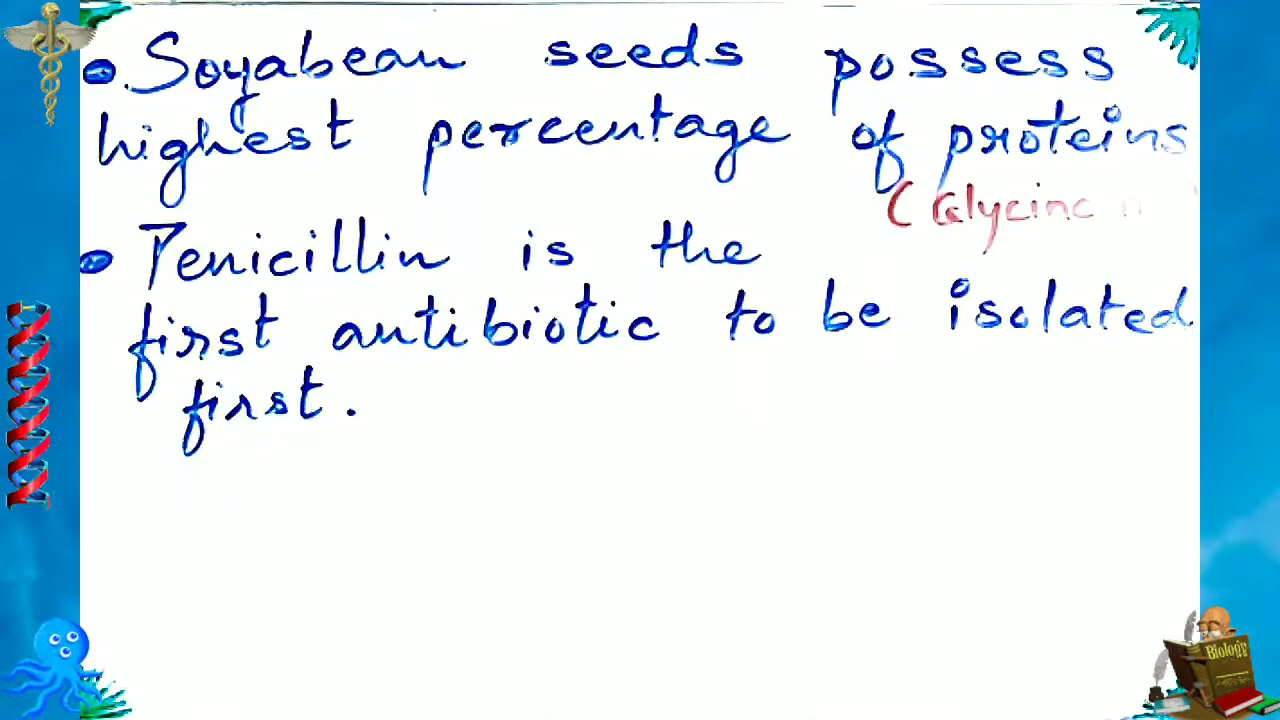 • Soyabean seeds possess
highest percentage of proteins
(Glycine
• Penicillin is the
first antibiotic to be isolated
first.
Biology